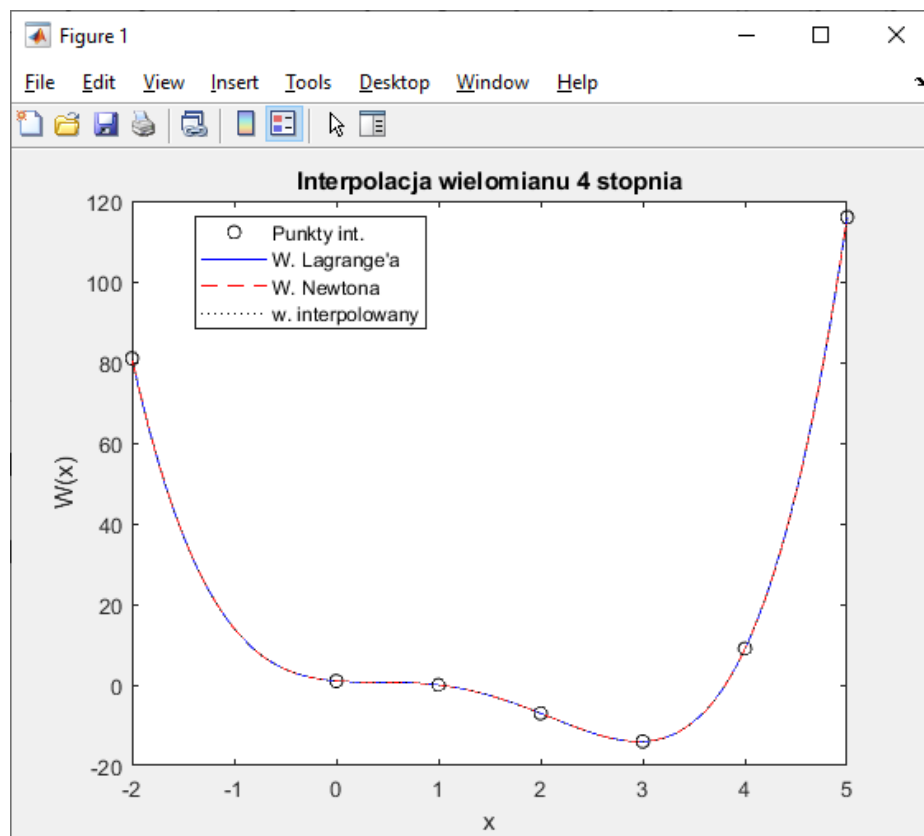 Figure 1
File Edit View Insert Tools Desktop Window Help
Interpolacja wielomianu 4 stopnia
120
100
80
60
40
20
0
-20
W(x)
Punkty int.
W. Lagrange'a
W. Newtona
w. interpolowany
-2 -1 0 1 2 3 4 5
x